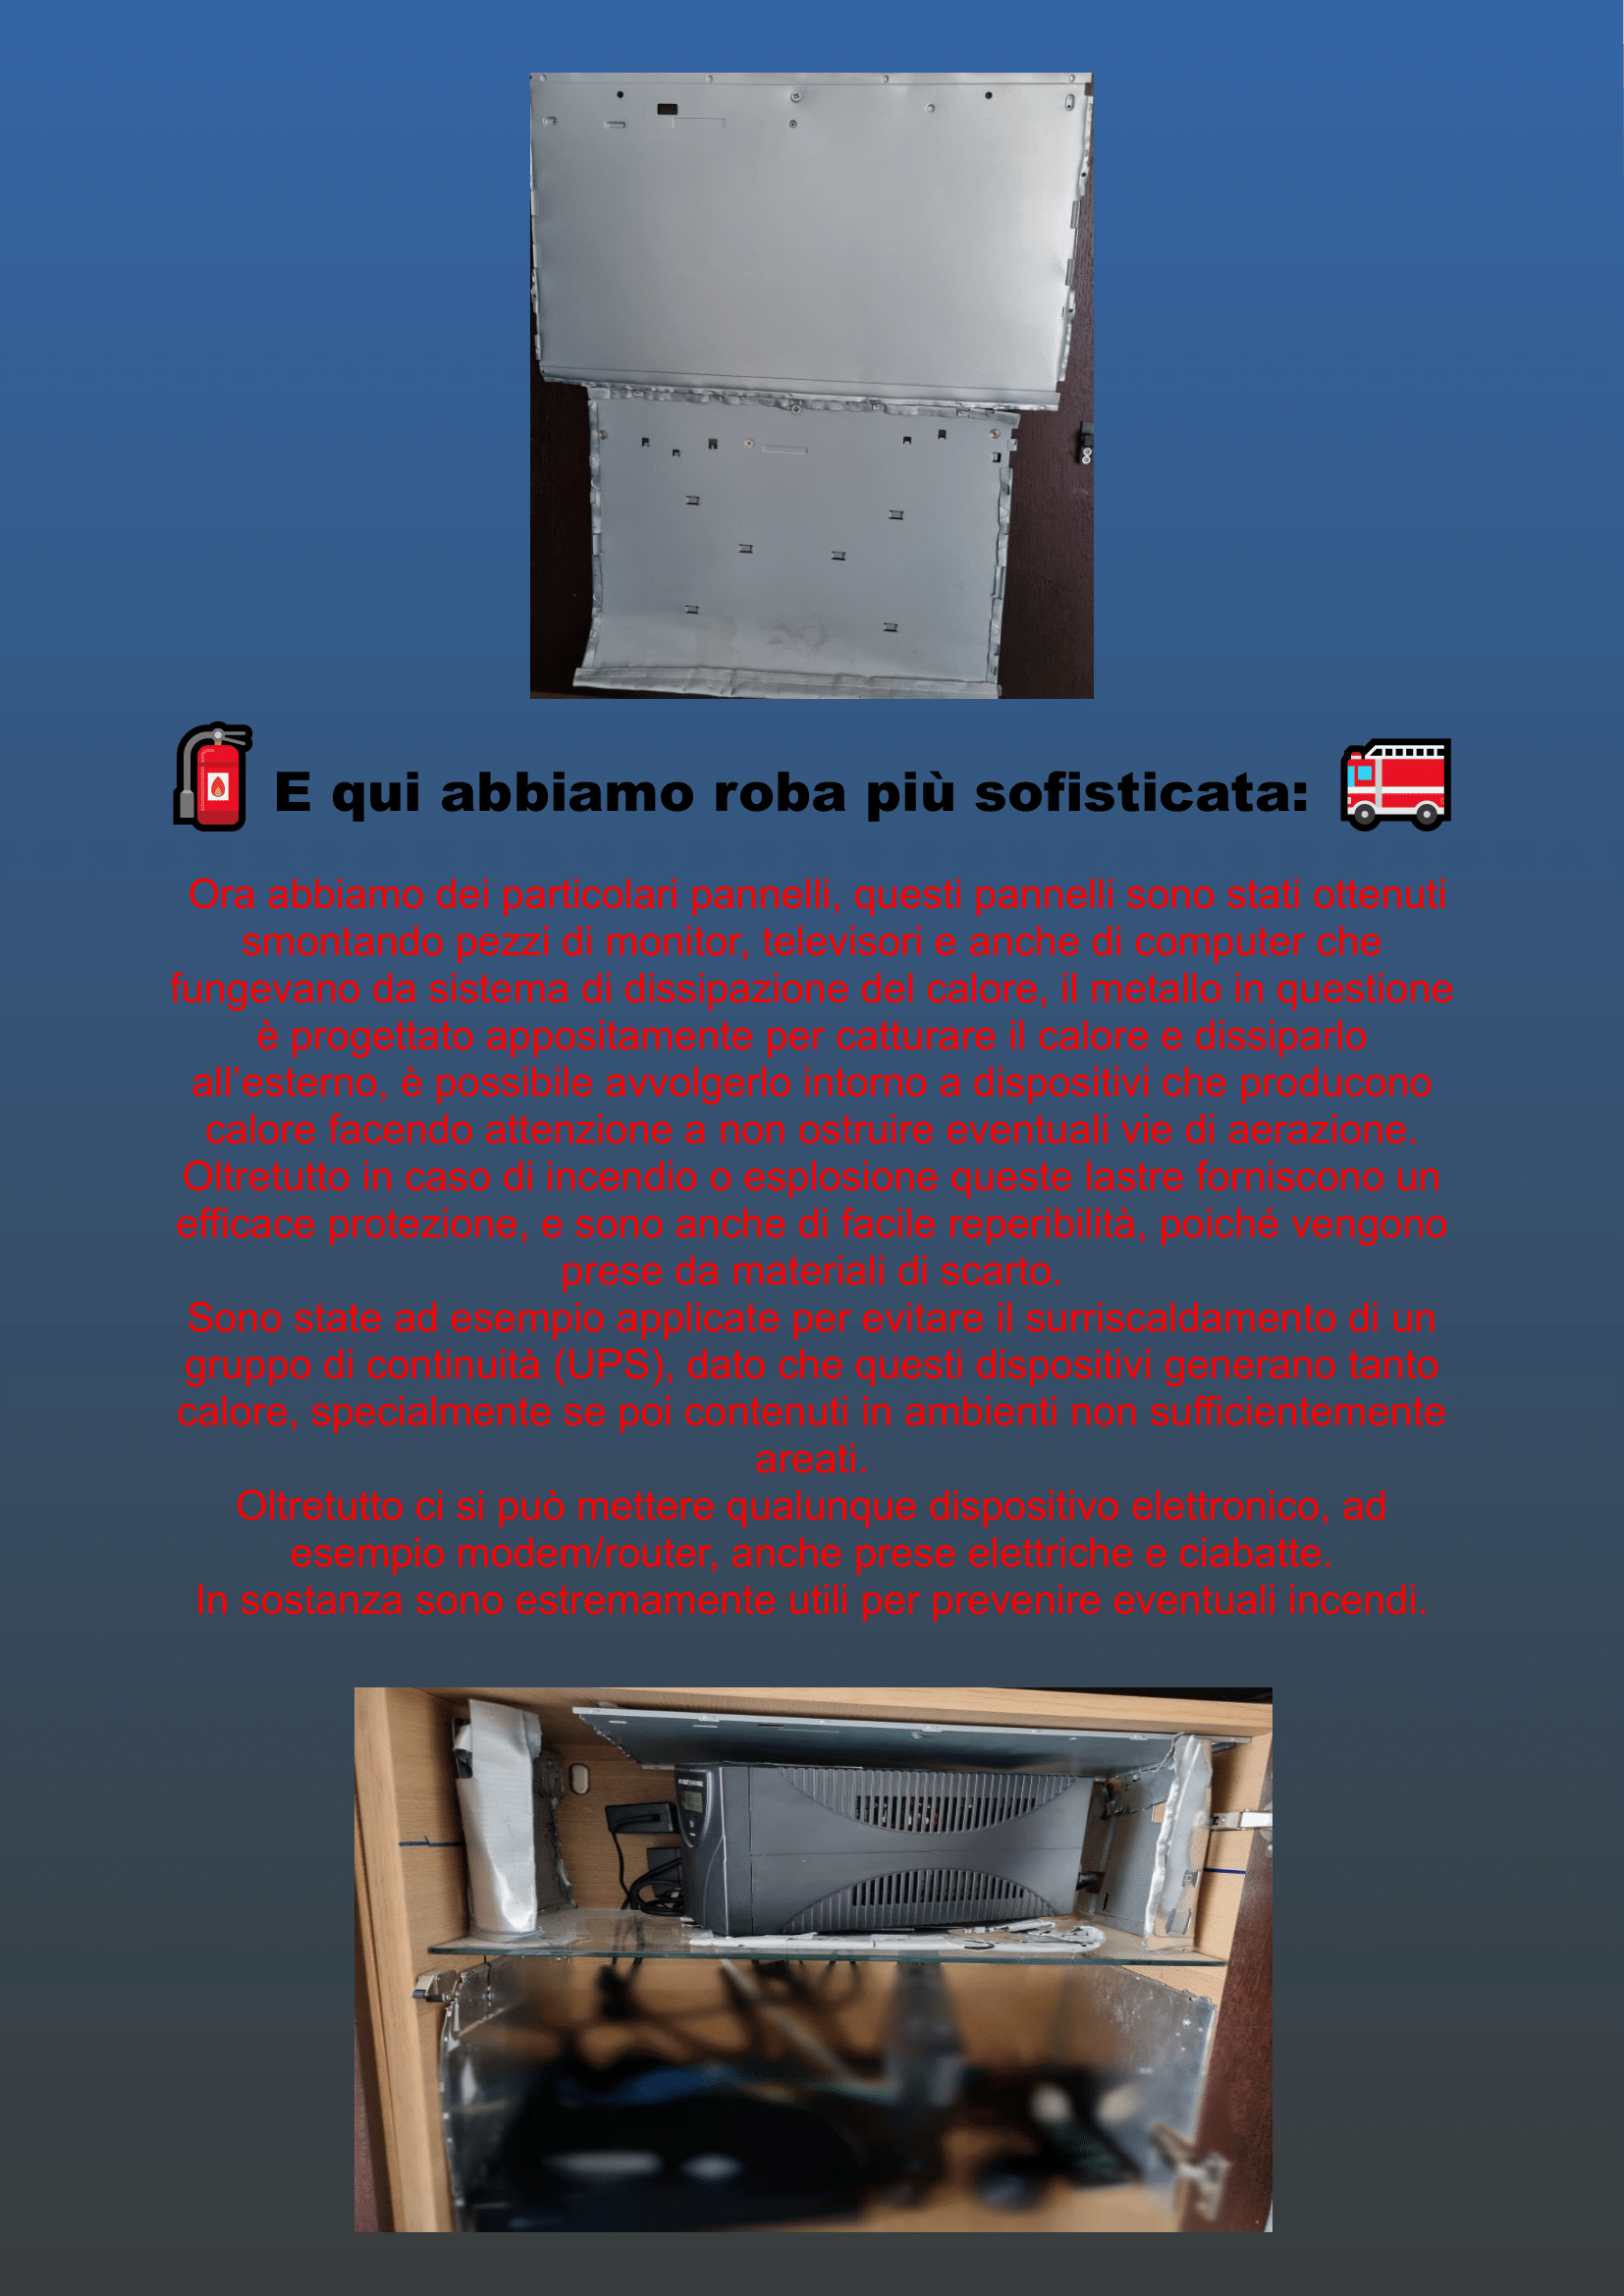 E qui abbiamo roba più sofisticata:
Ora abbiamo dei particolari pannelli, questi pannelli sono stati ottenuti
smontando pezzi di monitor, televisori e anche di computer che
fungevano da sistema di dissipazione del calore, il metallo in questione
è progettato appositamente per catturare il calore e dissiparlo
all'esterno, è possibile avvolgerlo intorno a dispositivi che producono
calore facendo attenzione a non ostruire eventuali vie di aerazione.
Oltretutto in caso di incendio o esplosione queste lastre forniscono un
efficace protezione, e sono anche di facile reperibilità, poiché vengono
prese da materiali di scarto.
Sono state ad esempio applicate per evitare il surriscaldamento di un
gruppo di continuità (UPS), dato che questi dispositivi generano tanto
calore, specialmente se poi contenuti in ambienti non sufficientemente
areati.
Oltretutto ci si può mettere qualunque dispositivo elettronico, ad
esempio modem/router, anche prese elettriche e ciabatte.
In sostanza sono estremamente utili per prevenire eventuali incendi.